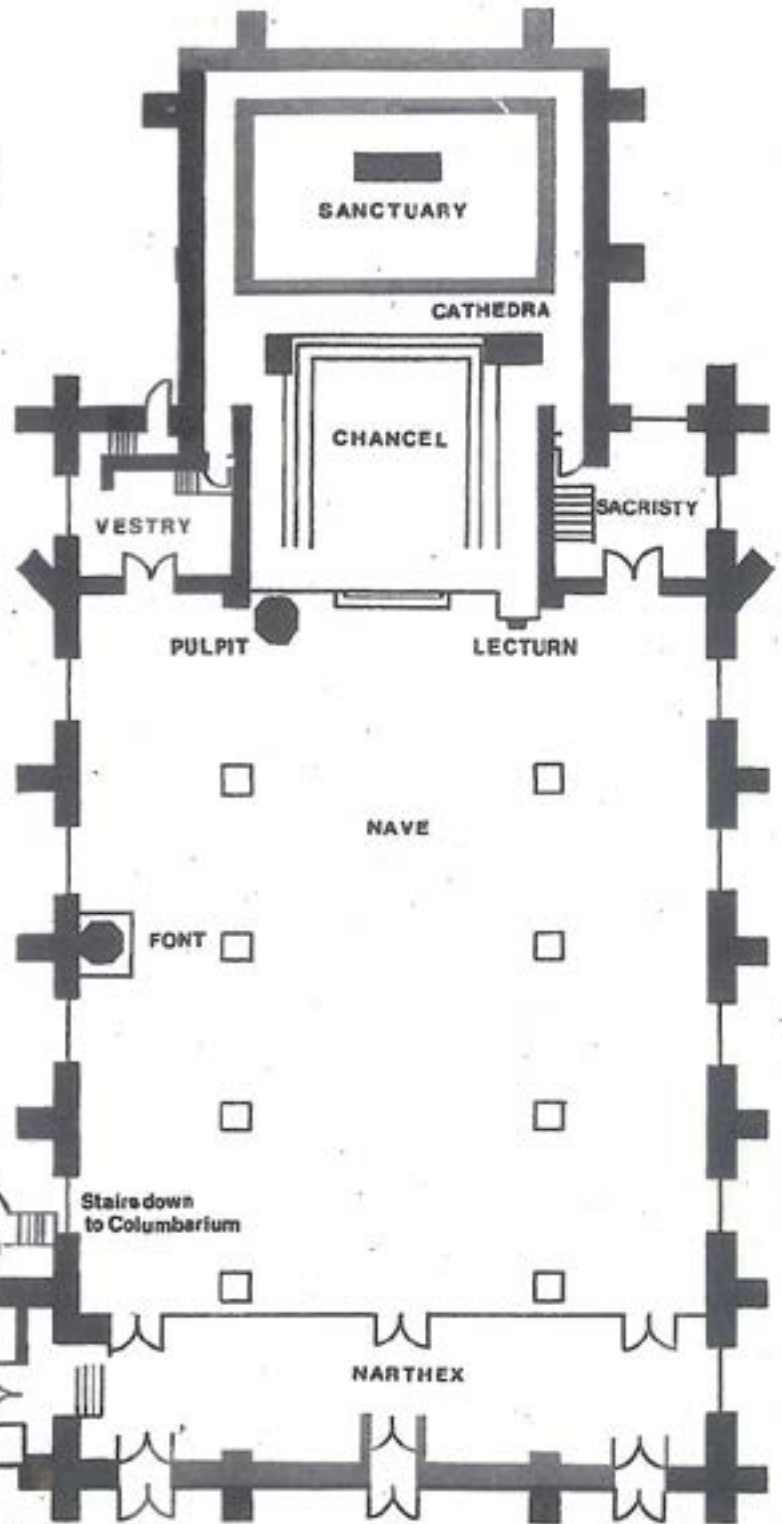 SANCTUARY
CATHEDRA
CHANCEL
VESTRY
SACRISTY
PULPIT
LECTURN
NAVE
FONT
Stairs down
to Columbarium
NARTHEX